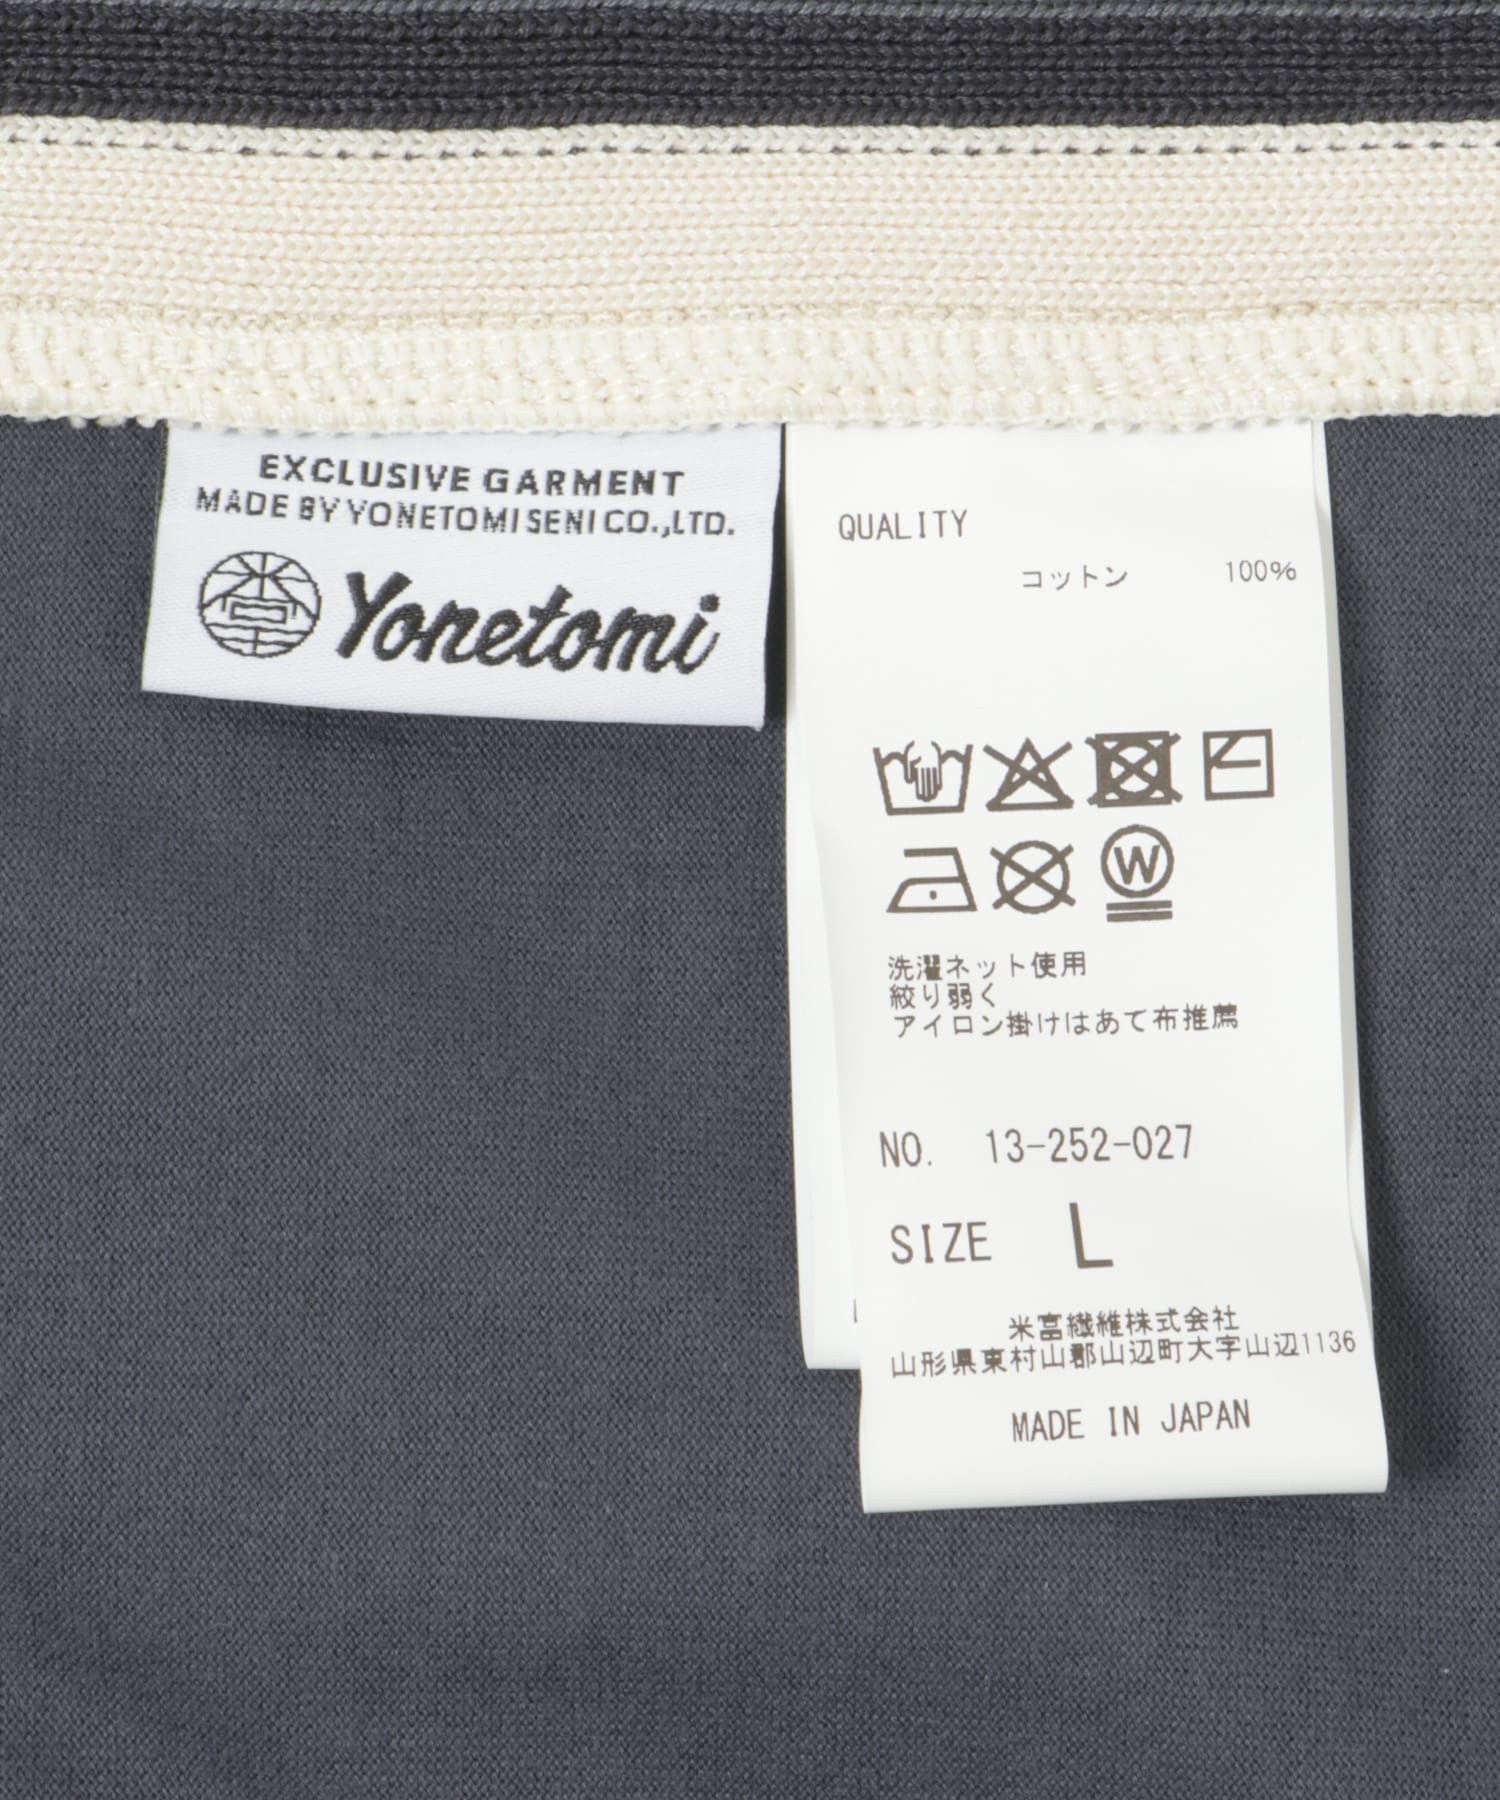 EXCLUSIVE GARMENT
MADE BY YONETOMI SENI CO.,LTD.
Yonetomi
QUALITY
コットン 100%
W
洗濯ネット使用
絞り弱く
アイロン掛けはあて布推薦
NO. 13-252-027
SIZE L
米富繊維株式会社
山形県東村山郡山辺町大字山辺1136
MADE IN JAPAN